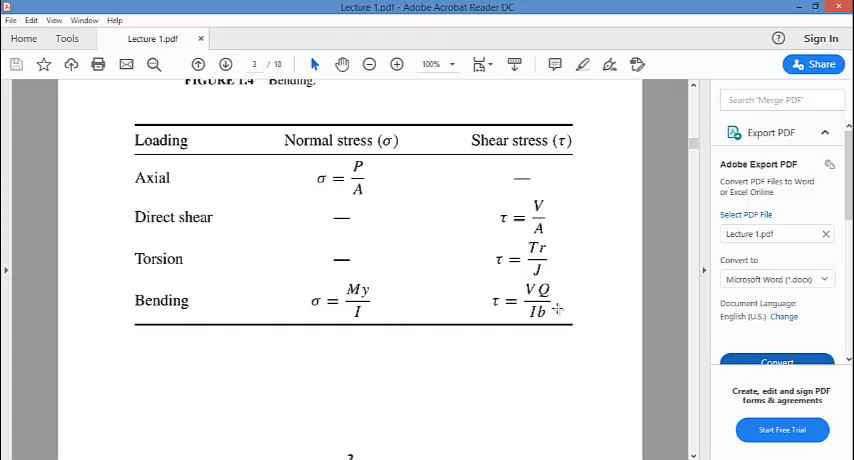 Lecture 1.pdf - Adobe Acrobat Reader DC
File Edit View Window Help
Home Tools Lecture 1.pdf × Sign In
3 / 18 100% Share
FIGURE 1.4 Bending.
Loading Normal stress (σ) Shear stress (τ)
Axial σ = P/A —
Direct shear — τ = V/A
Torsion — τ = Tr/J
Bending σ = My/I τ = VQ/Ib
2
Search 'Merge PDF'
Export PDF
Adobe Export PDF
Convert PDF Files to Word
or Excel Online
Select PDF File
Lecture 1.pdf
Convert to
Microsoft Word (*.docx)
Document Language:
English (U.S.) Change
Convert
Create, edit and sign PDF
forms & agreements
Start Free Trial